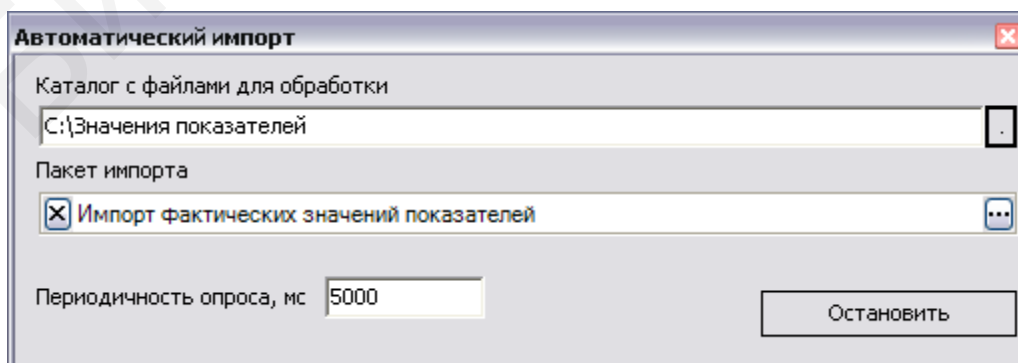 Автоматический импорт
Каталог с файлами для обработки
С:\Значения показателей
.
Пакет импорта
Импорт фактических значений показателей
...
Периодичность опроса, мс 5000
Остановить